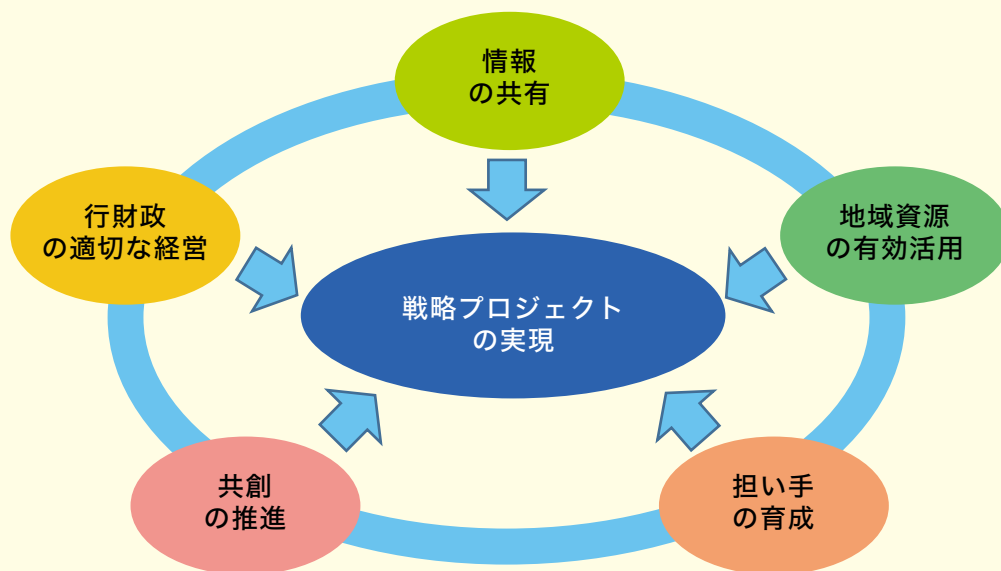 情報
の共有
行財政
の適切な経営
地域資源
の有効活用
戦略プロジェクト
の実現
共創
の推進
担い手
の育成